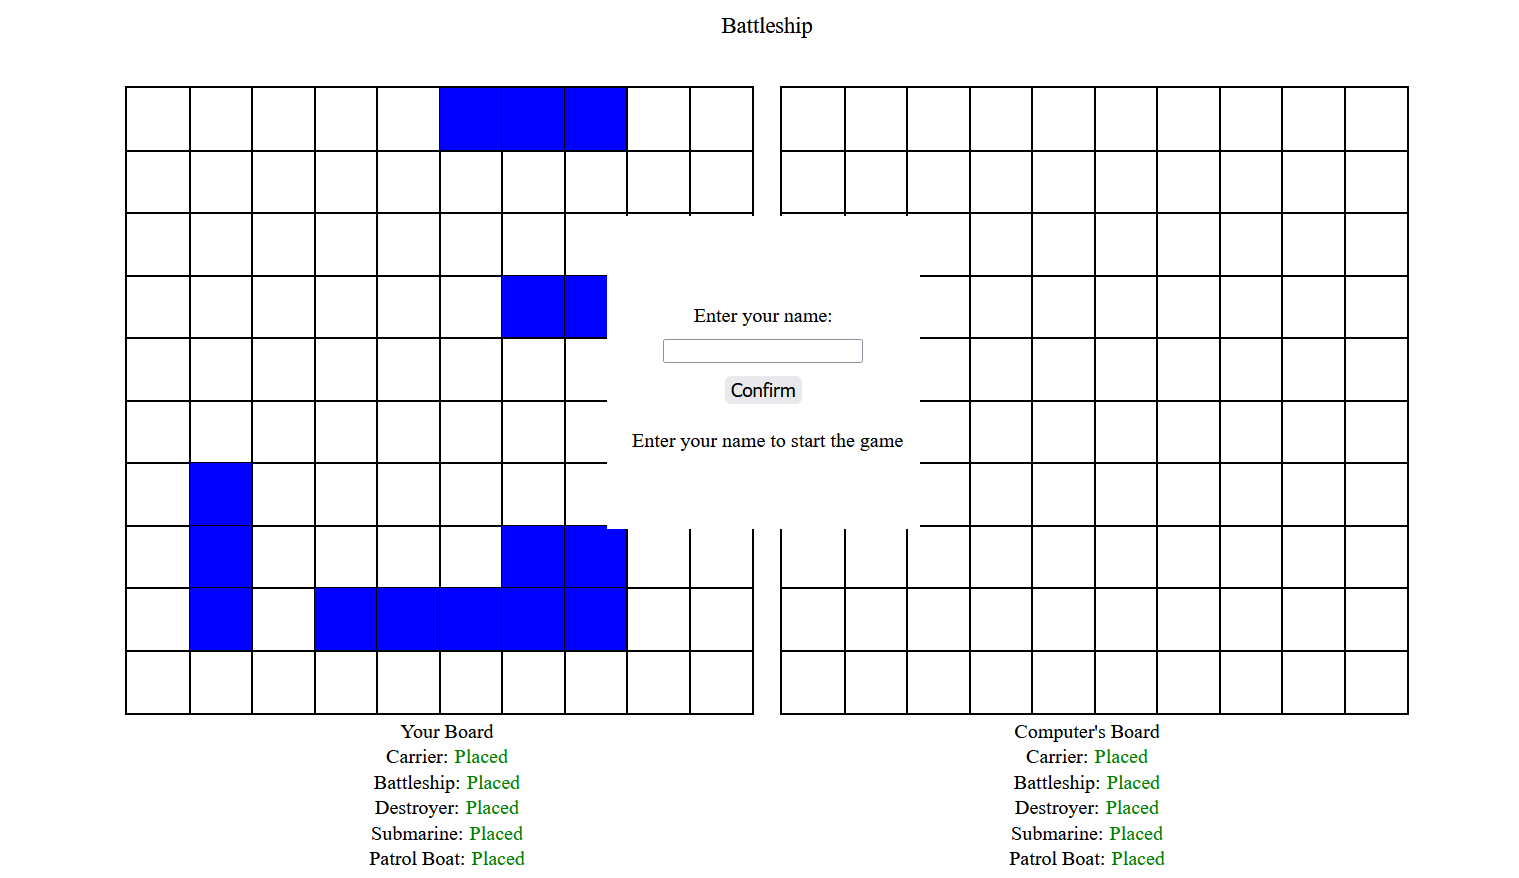 Battleship
Enter your name:
Confirm
Enter your name to start the game
Your Board
Carrier: Placed
Battleship: Placed
Destroyer: Placed
Submarine: Placed
Patrol Boat: Placed
Computer's Board
Carrier: Placed
Battleship: Placed
Destroyer: Placed
Submarine: Placed
Patrol Boat: Placed